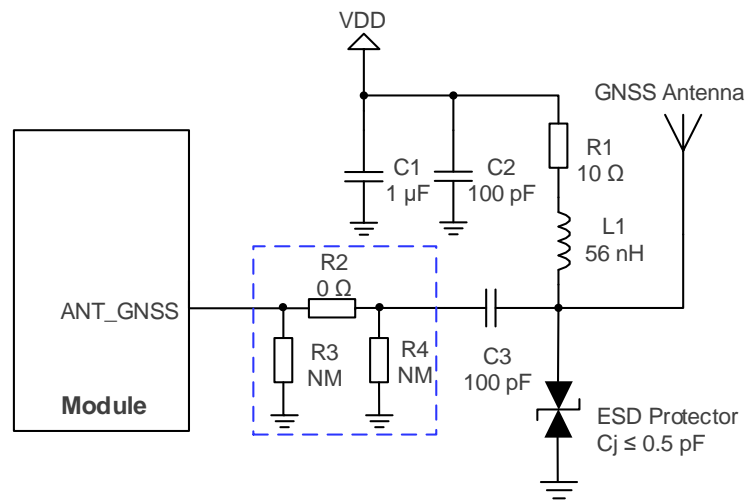 VDD
GNSS Antenna
R1
10 Ω
C1
1 µF
C2
100 pF
L1
56 nH
R2
0 Ω
ANT_GNSS
R3
NM
R4
NM
C3
100 pF
Module
ESD Protector
Cj ≤ 0.5 pF